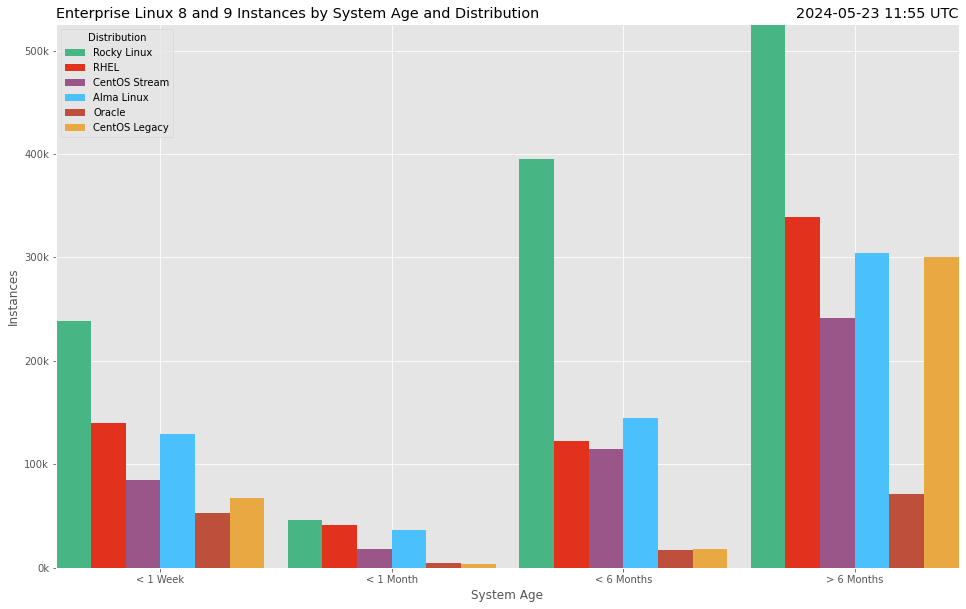 Enterprise Linux 8 and 9 Instances by System Age and Distribution
2024-05-23 11:55 UTC
Distribution
Rocky Linux
RHEL
CentOS Stream
Alma Linux
Oracle
CentOS Legacy
500k
400k
300k
200k
100k
0k
Instances
< 1 Week
< 1 Month
< 6 Months
> 6 Months
System Age